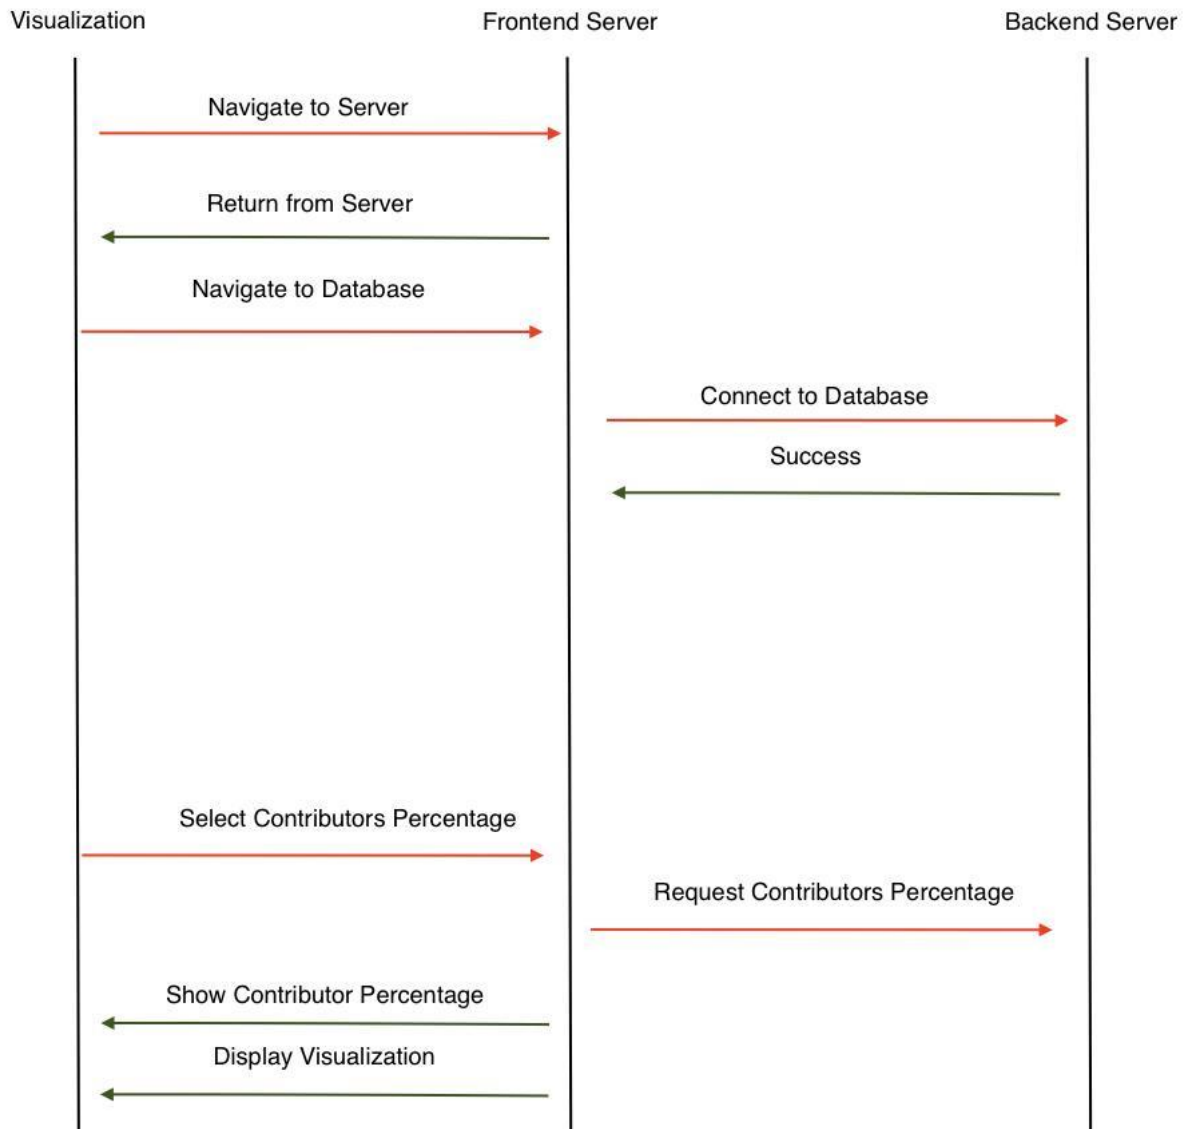 Visualization
Frontend Server
Backend Server
Navigate to Server
Return from Server
Navigate to Database
Connect to Database
Success
Select Contributors Percentage
Request Contributors Percentage
Show Contributor Percentage
Display Visualization